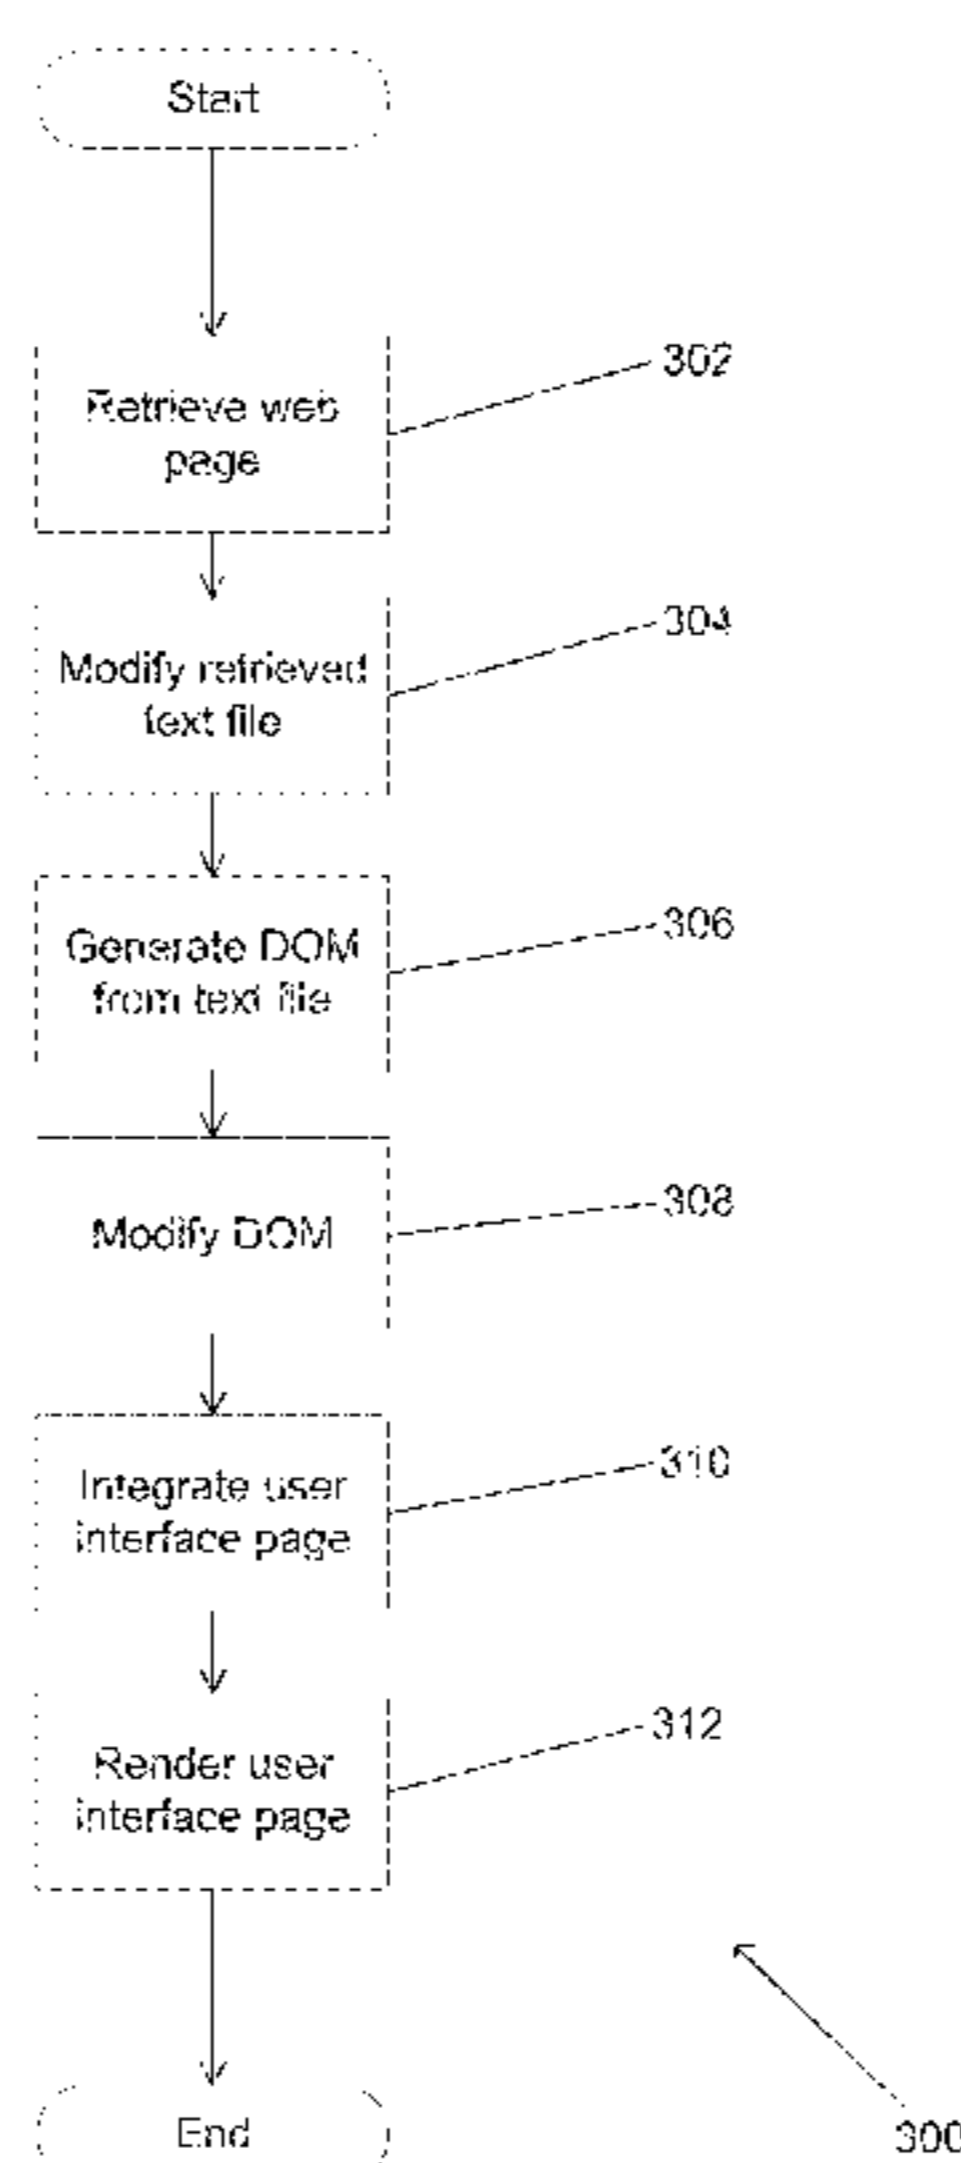 Start
302
Retrieve web
page
304
Modify retrieved
text file
306
Generate DOM
from text file
308
Modify DOM
310
Integrate user
interface page
312
Render user
interface page
End
300